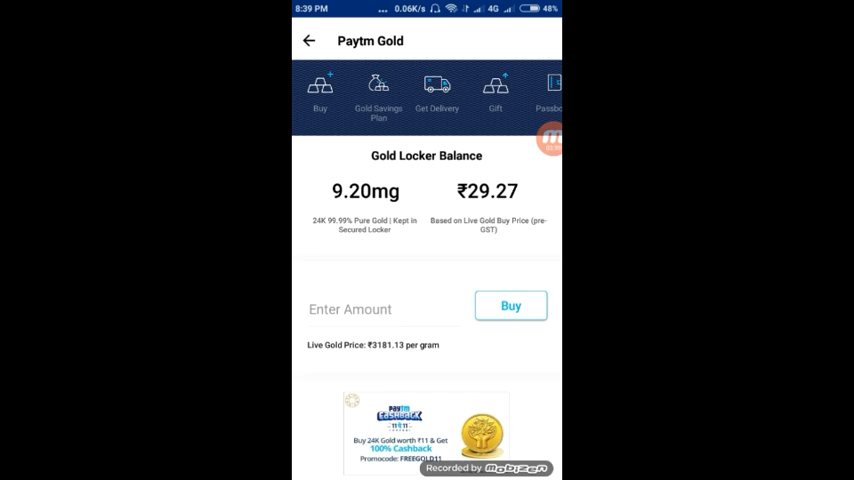 8:39 PM ... 0.06K/s 4G 48%
Paytm Gold
Buy
Gold Savings
Plan
Get Delivery
Gift
Passbo
Gold Locker Balance
9.20mg
₹29.27
24K 99.99% Pure Gold | Kept in
Secured Locker
Based on Live Gold Buy Price (pre-
GST)
Enter Amount
Buy
Live Gold Price: ₹3181.13 per gram
Paytm
CASHBACK
11 11
Buy 24K Gold worth ₹11 & Get
100% Cashback
Promocode: FREEGOLD11
Recorded by mobizen